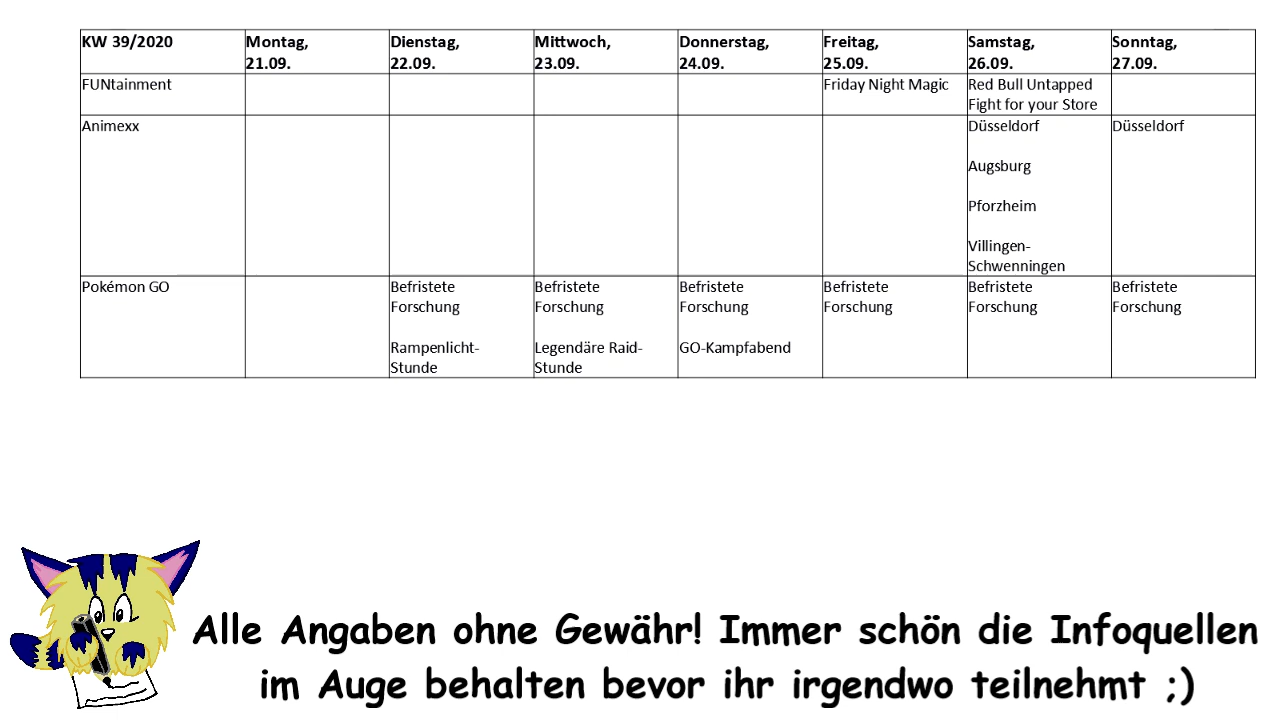 KW 39/2020 Montag, Dienstag, Mittwoch, Donnerstag, Freitag, Samstag, Sonntag,
21.09. 22.09. 23.09. 24.09. 25.09. 26.09. 27.09.
FUNtainment Friday Night Magic Red Bull Untapped
Fight for your Store
Animexx Düsseldorf Düsseldorf
Augsburg
Pforzheim
Villingen-
Schwenningen
Pokémon GO Befristete Befristete Befristete Befristete Befristete Befristete
Forschung Forschung Forschung Forschung Forschung Forschung
Rampenlicht- Legendäre Raid- GO-Kampfabend
Stunde Stunde
Alle Angaben ohne Gewähr! Immer schön die Infoquellen
im Auge behalten bevor ihr irgendwo teilnehmt ;)